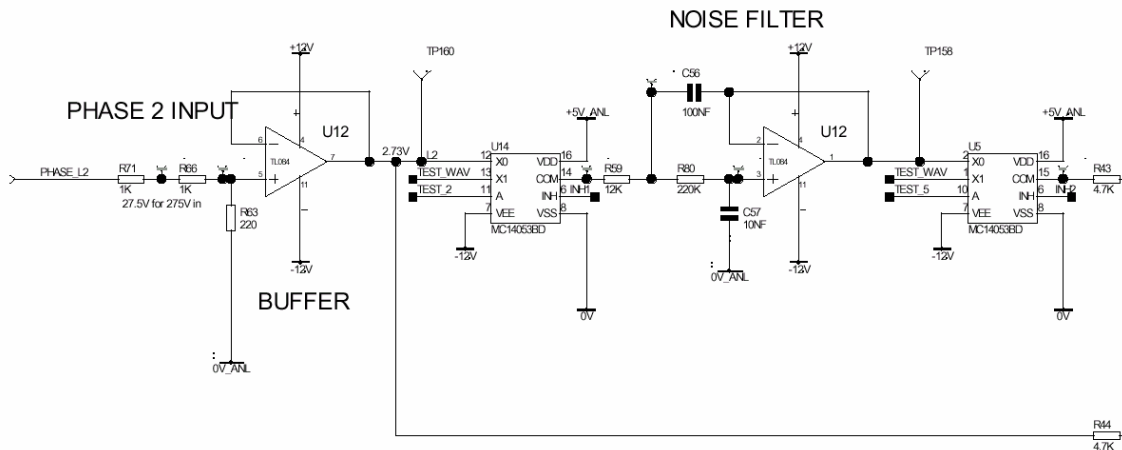 NOISE FILTER
+12V
TP160
+12V
TP158
C56
100NF
PHASE 2 INPUT
+5V_ANL
+5V_ANL
U12
U12
6
4
2
4
TL084
7
2.73V
L2
U14
TL084
1
U5
12 X0 VDD 16
2 X0 VDD 16
PHASE_L2
R71
R66
5
TEST_WAV
13 X1 COM 14
R59
R80
3
TEST_WAV
1 X1 COM 15
R43
1K
1K
TEST_2
11 A INH 6
INH1
12K
220K
TEST_5
10 A INH 6
INH2
4.7K
27.5V for 275V in
R63
220
11
7 VEE VSS 8
C57
10NF
11
7 VEE VSS 8
MC14053BD
MC14053BD
-12V
-12V
-12V
-12V
0V_ANL
BUFFER
0V
0V
0V_ANL
R44
4.7K